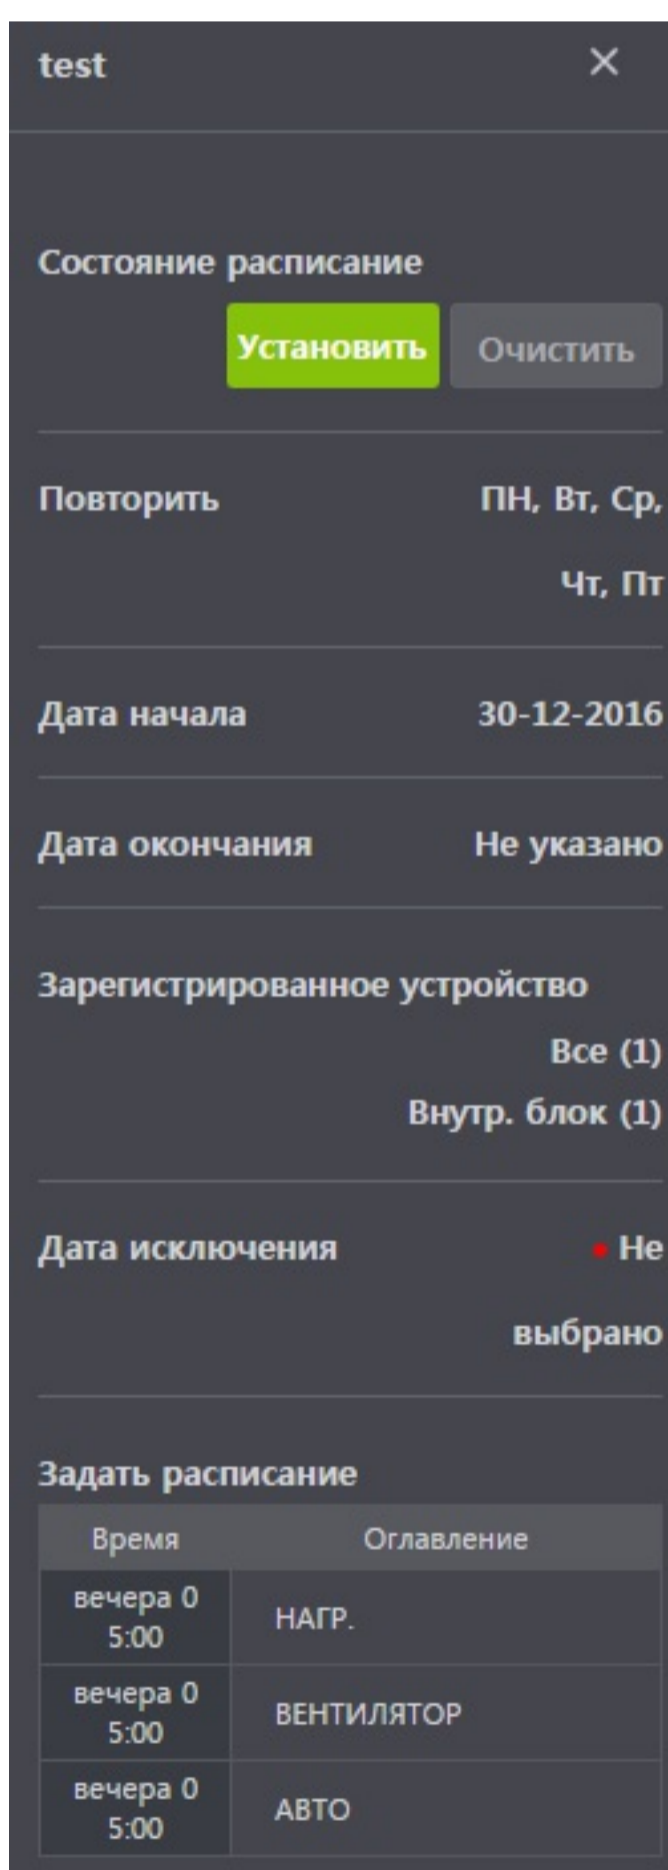 test
Состояние расписание
Установить Очистить
Повторить ПН, Вт, Ср,
Чт, Пт
Дата начала 30-12-2016
Дата окончания Не указано
Зарегистрированное устройство
Все (1)
Внутр. блок (1)
Дата исключения • Не
выбрано
Задать расписание
Время Оглавление
вечера 0
5:00 НАГР.
вечера 0
5:00 ВЕНТИЛЯТОР
вечера 0
5:00 АВТО